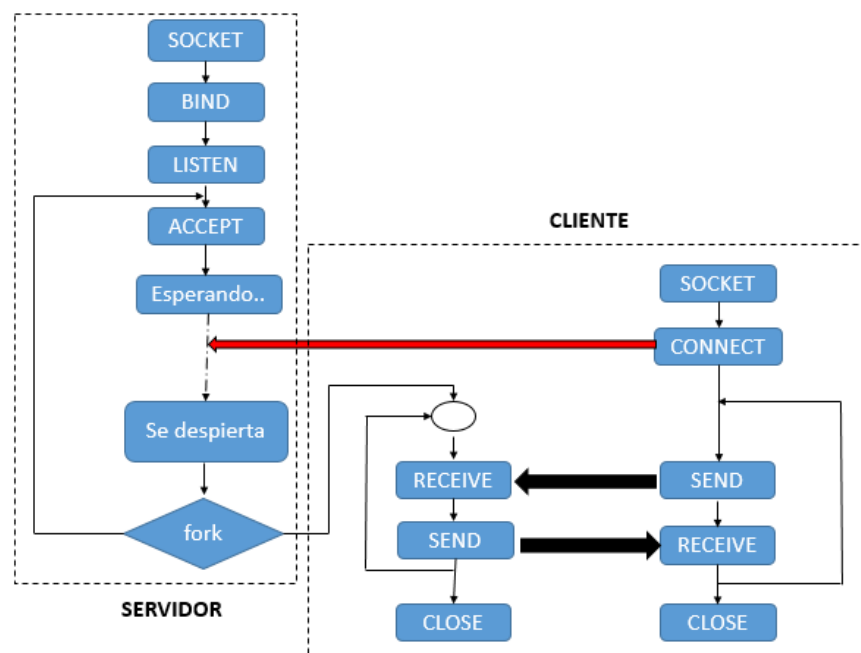 SOCKET
BIND
LISTEN
ACCEPT
Esperando..
Se despierta
fork
SERVIDOR
CLIENTE
SOCKET
CONNECT
RECEIVE
SEND
SEND
RECEIVE
CLOSE
CLOSE